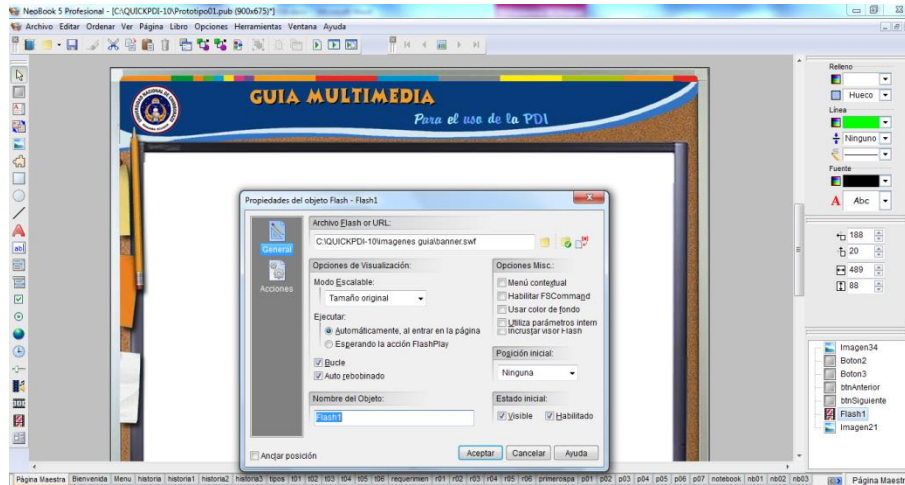 NeoBook 5 Profesional - [C:\QUICKPDI-10\Prototipo01.pub (900x675)*]
Archivo Editar Ordenar Ver Página Libro Opciones Herramientas Ventana Ayuda
GUIA MULTIMEDIA
Para el uso de la PDI
Propiedades del objeto Flash - Flash1
General
Acciones
Archivo Flash or URL:
C:\QUICKPDI-10\imagenes guia\banner.swf
Opciones de Visualización:
Modo Escalable:
Tamaño original
Ejecutar:
Automáticamente, al entrar en la página
Esperando la acción FlashPlay
Bucle
Auto rebobinado
Nombre del Objeto:
Flash1
Opciones Misc.:
Menú contextual
Habilitar FSCommand
Usar color de fondo
Utiliza parámetros intern
Incrustar visor Flash
Posición inicial:
Ninguna
Estado inicial:
Visible Habilitado
Anclar posición
Aceptar Cancelar Ayuda
Relleno
Hueco
Línea
Ninguno
Fuente
A Abc
188
20
489
88
Imagen34
Boton2
Boton3
btnAnterior
btnSiguiente
Flash1
Imagen21
Página Maestra Bienvenida Menu historia historia1 historia2 historia3 tipos t01 t02 t03 t04 t05 t06 requerimien r01 r02 r03 r04 r05 r06 primerospa p01 p02 p03 p04 p05 p06 p07 notebook nb01 nb02 nb03 Página Maestr